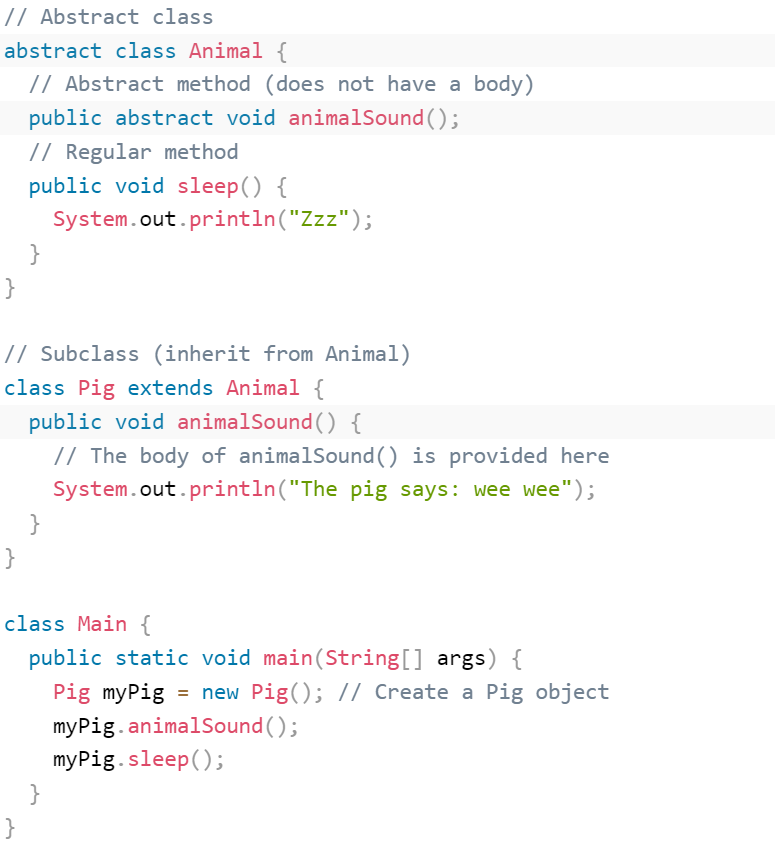 // Abstract class
abstract class Animal {
  // Abstract method (does not have a body)
  public abstract void animalSound();
  // Regular method
  public void sleep() {
    System.out.println("Zzz");
  }
}

// Subclass (inherit from Animal)
class Pig extends Animal {
  public void animalSound() {
    // The body of animalSound() is provided here
    System.out.println("The pig says: wee wee");
  }
}

class Main {
  public static void main(String[] args) {
    Pig myPig = new Pig(); // Create a Pig object
    myPig.animalSound();
    myPig.sleep();
  }
}